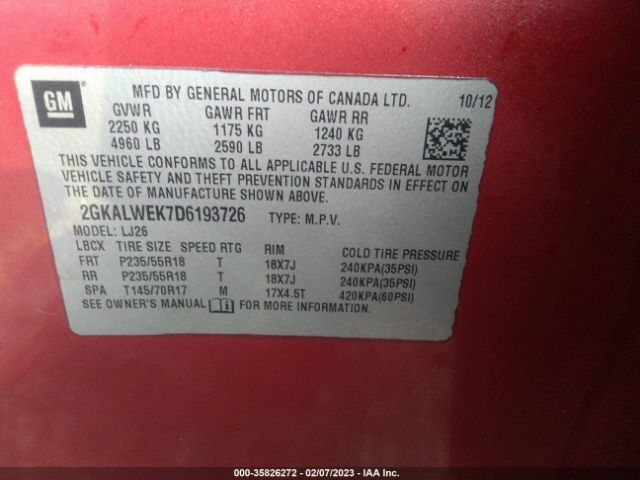 GM
MFD BY GENERAL MOTORS OF CANADA LTD. 10/12
GVWR GAWR FRT GAWR RR
2250 KG 1175 KG 1240 KG
4960 LB 2590 LB 2733 LB
THIS VEHICLE CONFORMS TO ALL APPLICABLE U.S. FEDERAL MOTOR
VEHICLE SAFETY AND THEFT PREVENTION STANDARDS IN EFFECT ON
THE DATE OF MANUFACTURE SHOWN ABOVE.
2GKALWEK7D6193726 TYPE: M.P.V.
MODEL: LJ26
LBCX TIRE SIZE SPEED RTG RIM COLD TIRE PRESSURE
FRT P235/55R18 T 18X7J 240KPA(35PSI)
RR P235/55R18 T 18X7J 240KPA(35PSI)
SPA T145/70R17 M 17X4.5T 420KPA(60PSI)
SEE OWNER'S MANUAL FOR MORE INFORMATION.
000-35826272 — 02/07/2023 — IAA Inc.